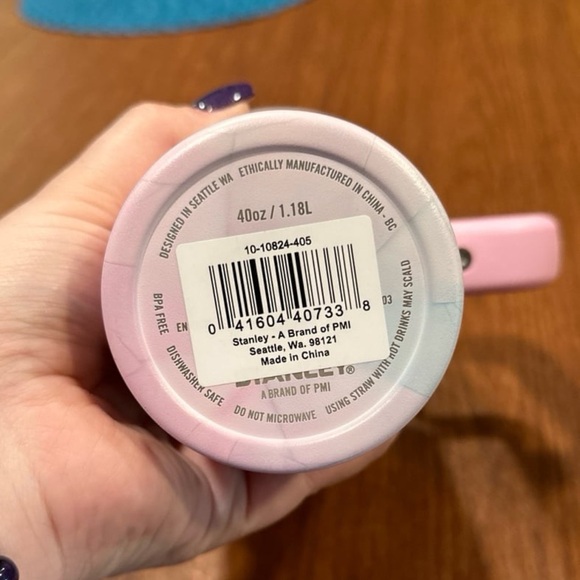 DESIGNED IN SEATTLE WA ETHICALLY MANUFACTURED IN CHINA - BC
40oz / 1.18L
10-10824-405
0 41604 40733 8
Stanley - A Brand of PMI
Seattle, Wa. 98121
Made in China
EN
03
STANLEY®
A BRAND OF PMI
BPA FREE DISHWASHER SAFE DO NOT MICROWAVE USING STRAW WITH HOT DRINKS MAY SCALD